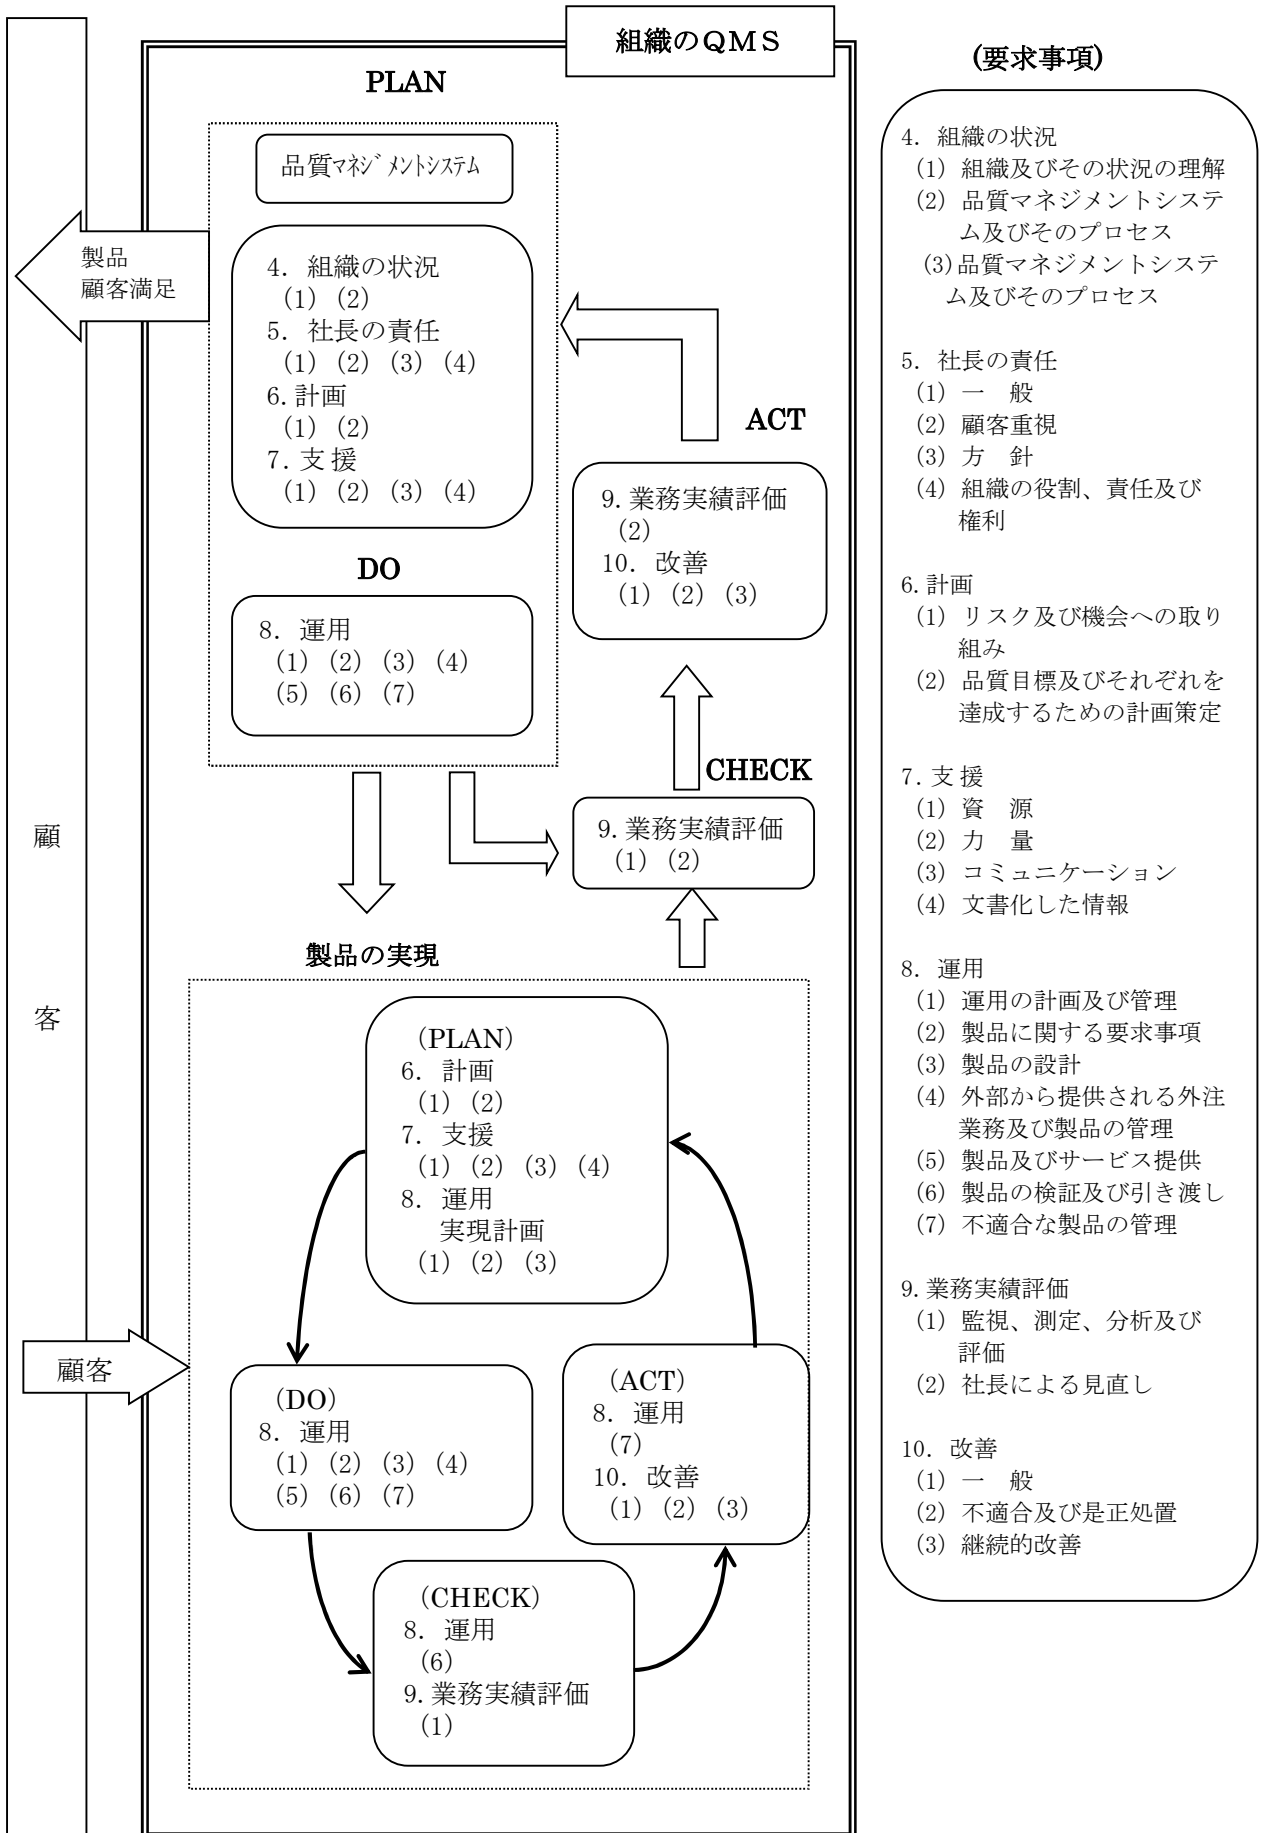 組織のQMS
PLAN
品質マネジメントシステム
4. 組織の状況
(1) (2)
5. 社長の責任
(1) (2) (3) (4)
6.計画
(1) (2)
7.支援
(1) (2) (3) (4)
製品
顧客満足
DO
8. 運用
(1) (2) (3) (4)
(5) (6) (7)
ACT
9.業務実績評価
(2)
10. 改善
(1) (2) (3)
CHECK
9.業務実績評価
(1) (2)
顧
客
製品の実現
(PLAN)
6. 計画
(1) (2)
7. 支援
(1) (2) (3) (4)
8. 運用
実現計画
(1) (2) (3)
顧客
(DO)
8. 運用
(1) (2) (3) (4)
(5) (6) (7)
(ACT)
8. 運用
(7)
10. 改善
(1) (2) (3)
(CHECK)
8. 運用
(6)
9.業務実績評価
(1)
(要求事項)
4. 組織の状況
(1) 組織及びその状況の理解
(2) 品質マネジメントシステ
ム及びそのプロセス
(3)品質マネジメントシステ
ム及びそのプロセス
5. 社長の責任
(1) 一 般
(2) 顧客重視
(3) 方 針
(4) 組織の役割、責任及び
権利
6.計画
(1) リスク及び機会への取り
組み
(2) 品質目標及びそれぞれを
達成するための計画策定
7.支援
(1) 資 源
(2) 力 量
(3) コミュニケーション
(4) 文書化した情報
8. 運用
(1) 運用の計画及び管理
(2) 製品に関する要求事項
(3) 製品の設計
(4) 外部から提供される外注
業務及び製品の管理
(5) 製品及びサービス提供
(6) 製品の検証及び引き渡し
(7) 不適合な製品の管理
9.業務実績評価
(1) 監視、測定、分析及び
評価
(2) 社長による見直し
10. 改善
(1) 一 般
(2) 不適合及び是正処置
(3) 継続的改善